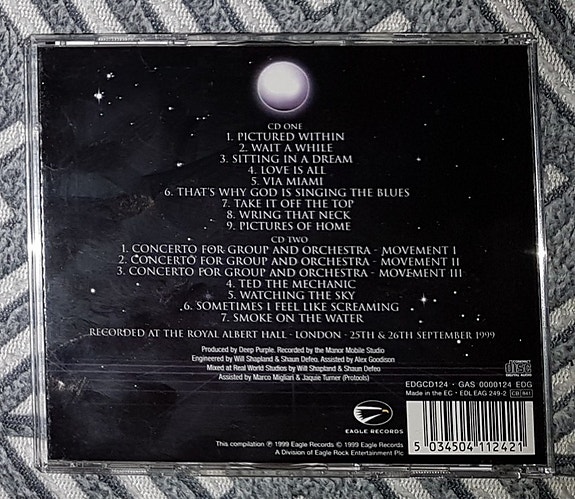 CD ONE
1. PICTURED WITHIN
2. WAIT A WHILE
3. SITTING IN A DREAM
4. LOVE IS ALL
5. VIA MIAMI
6. THAT'S WHY GOD IS SINGING THE BLUES
7. TAKE IT OFF THE TOP
8. WRING THAT NECK
9. PICTURES OF HOME
CD TWO
1. CONCERTO FOR GROUP AND ORCHESTRA - MOVEMENT I
2. CONCERTO FOR GROUP AND ORCHESTRA - MOVEMENT II
3. CONCERTO FOR GROUP AND ORCHESTRA - MOVEMENT III
4. TED THE MECHANIC
5. WATCHING THE SKY
6. SOMETIMES I FEEL LIKE SCREAMING
7. SMOKE ON THE WATER
RECORDED AT THE ROYAL ALBERT HALL - LONDON - 25TH & 26TH SEPTEMBER 1999
Produced by Deep Purple. Recorded by the Manor Mobile Studio
Engineered by Will Shapland & Shaun Defeo. Assisted by Alex Goodison
Mixed at Real World Studios by Will Shapland & Shaun Defeo
Assisted by Marco Migliari & Jaquie Turner (Protools)
COMPACT
disc
DIGITAL AUDIO
EDGCD124 · GAS 0000124 EDG
Made in the EC · EDL EAG 249-2 CB 941
EAGLE RECORDS
5 034504 112421
This compilation ℗ 1999 Eagle Records © 1999 Eagle Records
A Division of Eagle Rock Entertainment Plc